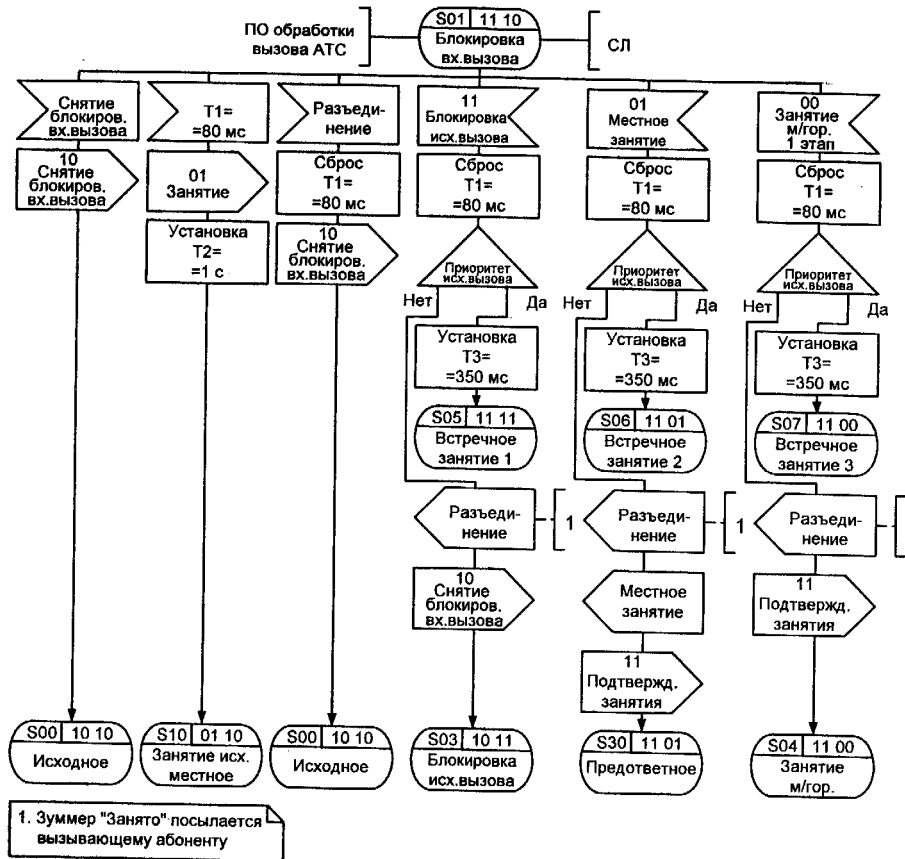 ПО обработки
вызова АТС
S01 11 10
Блокировка
вх.вызова
СЛ
Снятие
блокиров.
вх.вызова
T1=
=80 мс
Разъеди-
нение
11
Блокировка
исх.вызова
01
Местное
занятие
00
Занятие
м/гор.
1 этап
10
Снятие
блокиров.
вх.вызова
01
Занятие
Сброс
T1=
=80 мс
Сброс
T1=
=80 мс
Сброс
T1=
=80 мс
Сброс
T1=
=80 мс
Установка
T2=
=1 с
10
Снятие
блокиров.
вх.вызова
Приоритет
исх.вызова
Приоритет
исх.вызова
Приоритет
исх.вызова
Нет
Да
Нет
Да
Нет
Да
Установка
T3=
=350 мс
Установка
T3=
=350 мс
Установка
T3=
=350 мс
S05 11 11
Встречное
занятие 1
S06 11 01
Встречное
занятие 2
S07 11 00
Встречное
занятие 3
Разъеди-
нение
1
Разъеди-
нение
1
Разъеди-
нение
10
Снятие
блокиров.
вх.вызова
Местное
занятие
11
Подтвержд.
занятия
11
Подтвержд.
занятия
S00 10 10
Исходное
S10 01 10
Занятие исх.
местное
S00 10 10
Исходное
S03 10 11
Блокировка
исх.вызова
S30 11 01
Предответное
S04 11 00
Занятие
м/гор.
1. Зуммер "Занято" посылается
вызывающему абоненту